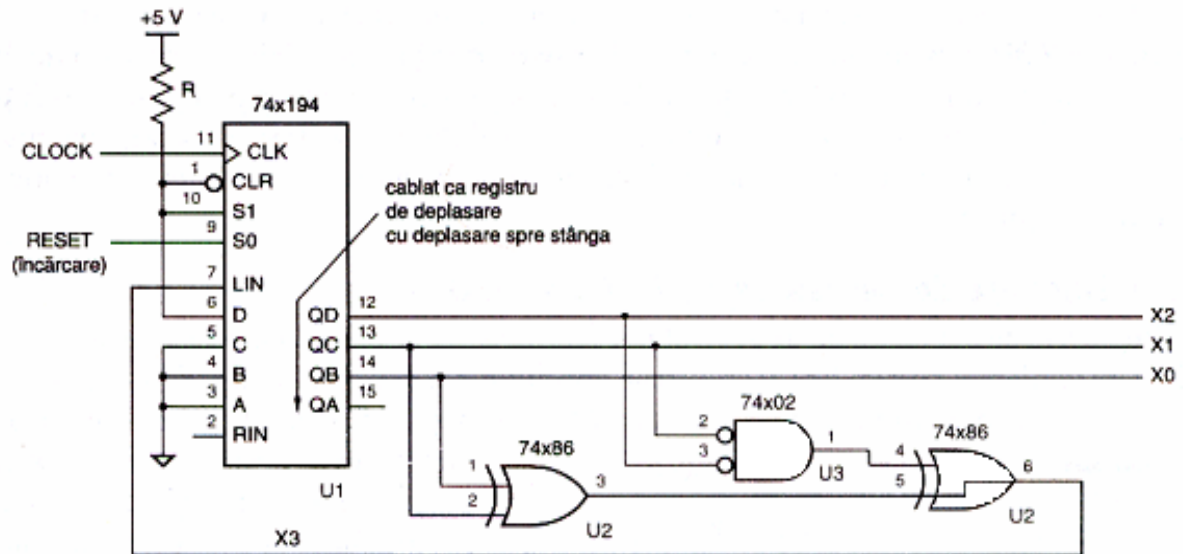 +5 V
R
74x194
CLOCK
11
CLK
1
CLR
10
S1
RESET
(încărcare)
9
S0
7
LIN
6
D
5
C
4
B
3
A
2
RIN
cablat ca registru
de deplasare
cu deplasare spre stânga
QD
12
X2
QC
13
X1
QB
14
X0
QA
15
U1
74x02
2
3
1
U3
74x86
1
2
3
U2
74x86
4
5
6
U2
X3